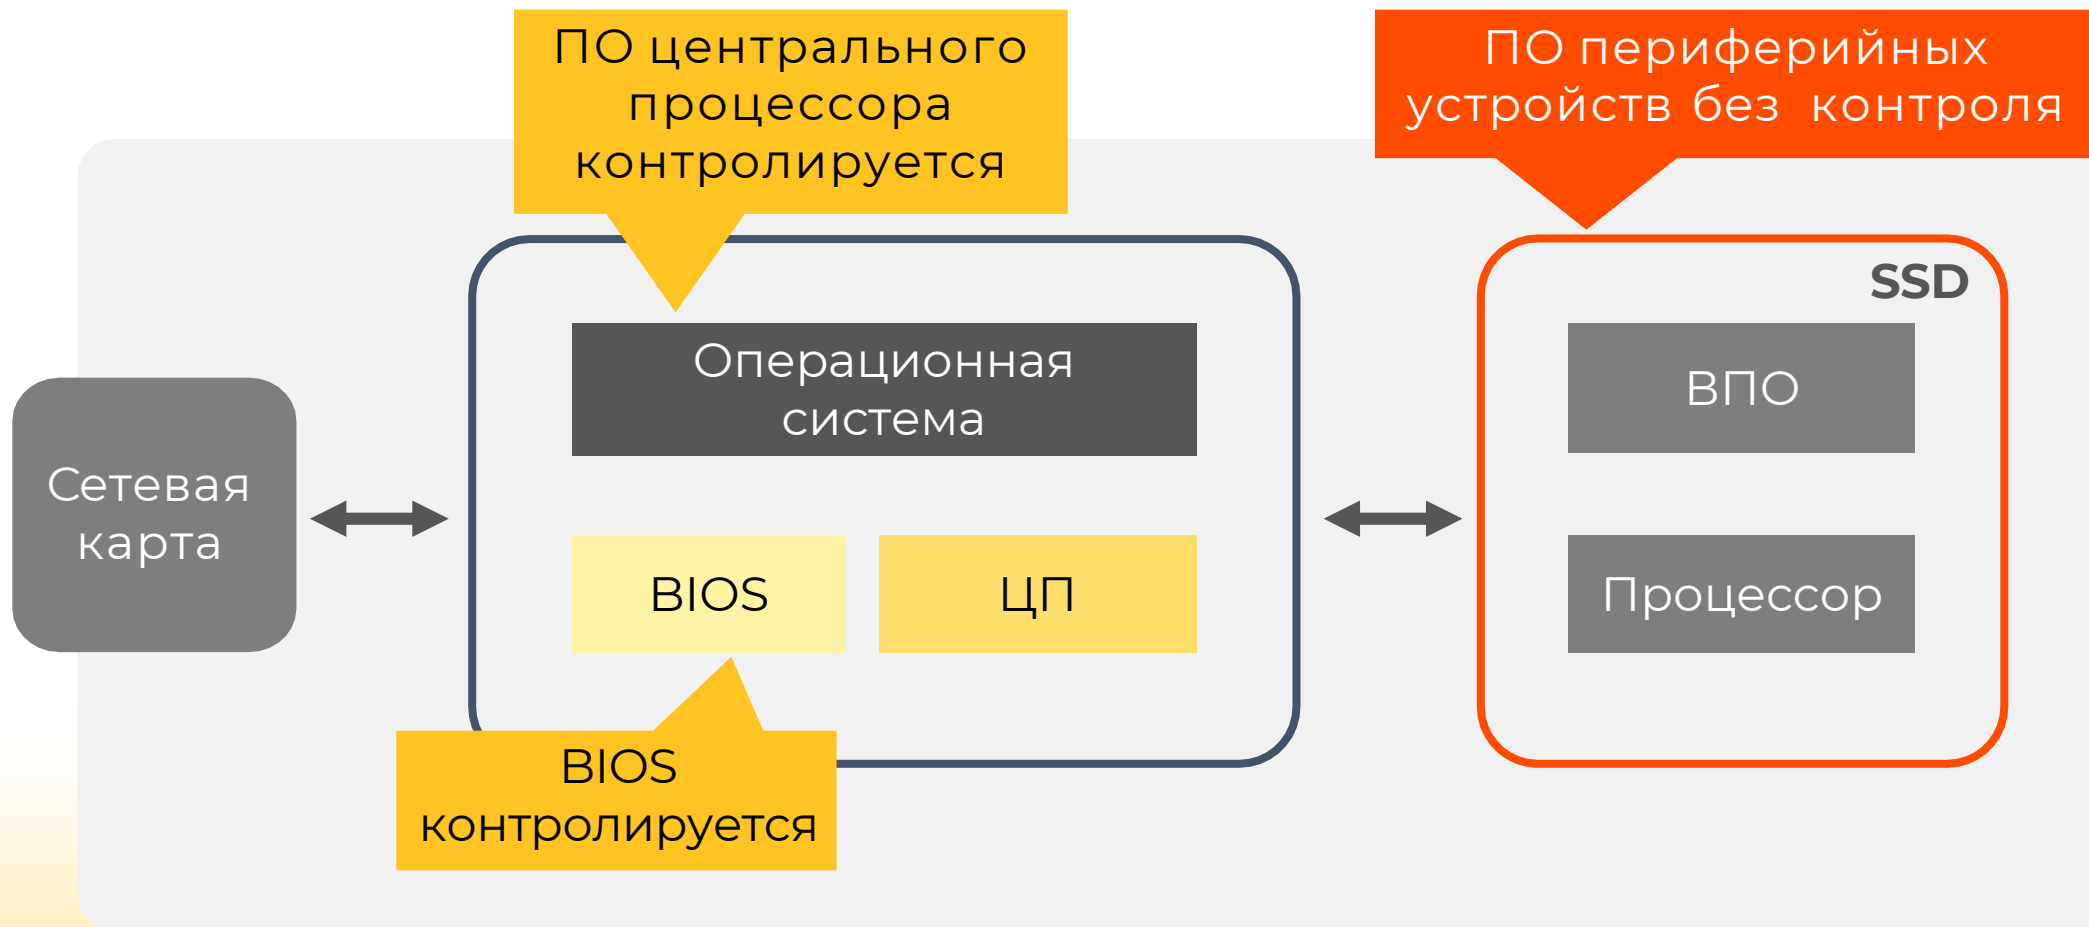 ПО центрального
процессора
контролируется
ПО периферийных
устройств без контроля
SSD
Операционная
система
ВПО
Сетевая
карта
BIOS
ЦП
Процессор
BIOS
контролируется